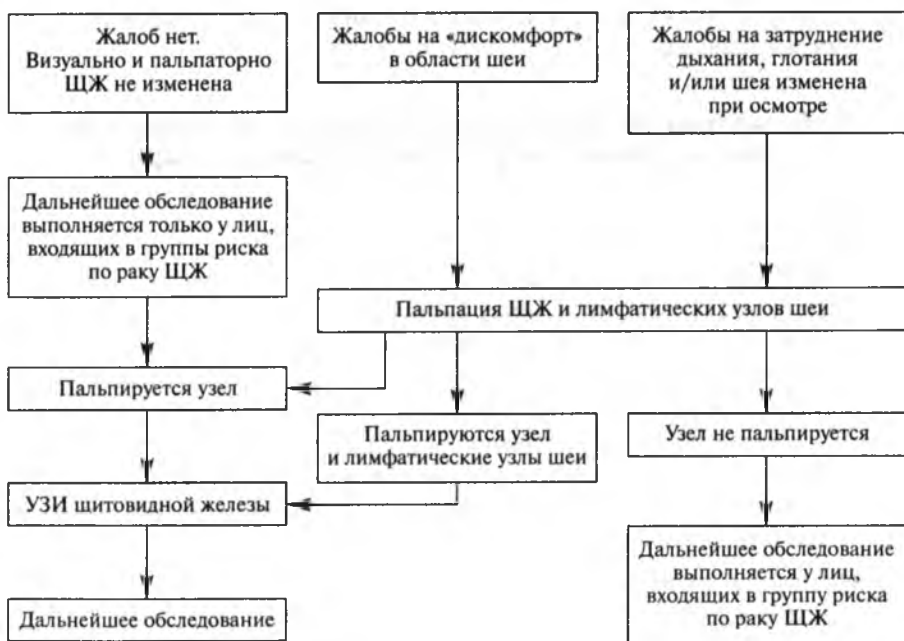 Жалоб нет.
Визуально и пальпаторно
ЩЖ не изменена
Жалобы на «дискомфорт»
в области шеи
Жалобы на затруднение
дыхания, глотания
и/или шея изменена
при осмотре
Дальнейшее обследование
выполняется только у лиц,
входящих в группы риска
по раку ЩЖ
Пальпация ЩЖ и лимфатических узлов шеи
Пальпируется узел
Пальпируются узел
и лимфатические узлы шеи
Узел не пальпируется
УЗИ щитовидной железы
Дальнейшее обследование
Дальнейшее обследование
выполняется у лиц,
входящих в группу риска
по раку ЩЖ